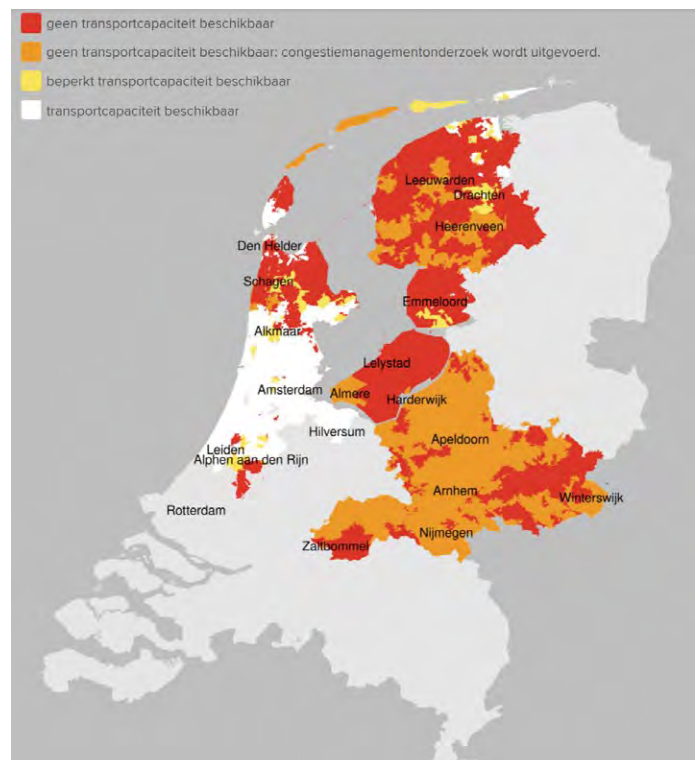 geen transportcapaciteit beschikbaar
geen transportcapaciteit beschikbaar: congestiemanagementonderzoek wordt uitgevoerd.
beperkt transportcapaciteit beschikbaar
transportcapaciteit beschikbaar
Leeuwarden
Drachten
Heerenveen
Den Helder
Schagen
Emmeloord
Alkmaar
Lelystad
Amsterdam
Almere
Harderwijk
Hilversum
Apeldoorn
Leiden
Alphen aan den Rijn
Arnhem
Winterswijk
Rotterdam
Nijmegen
Zaltbommel